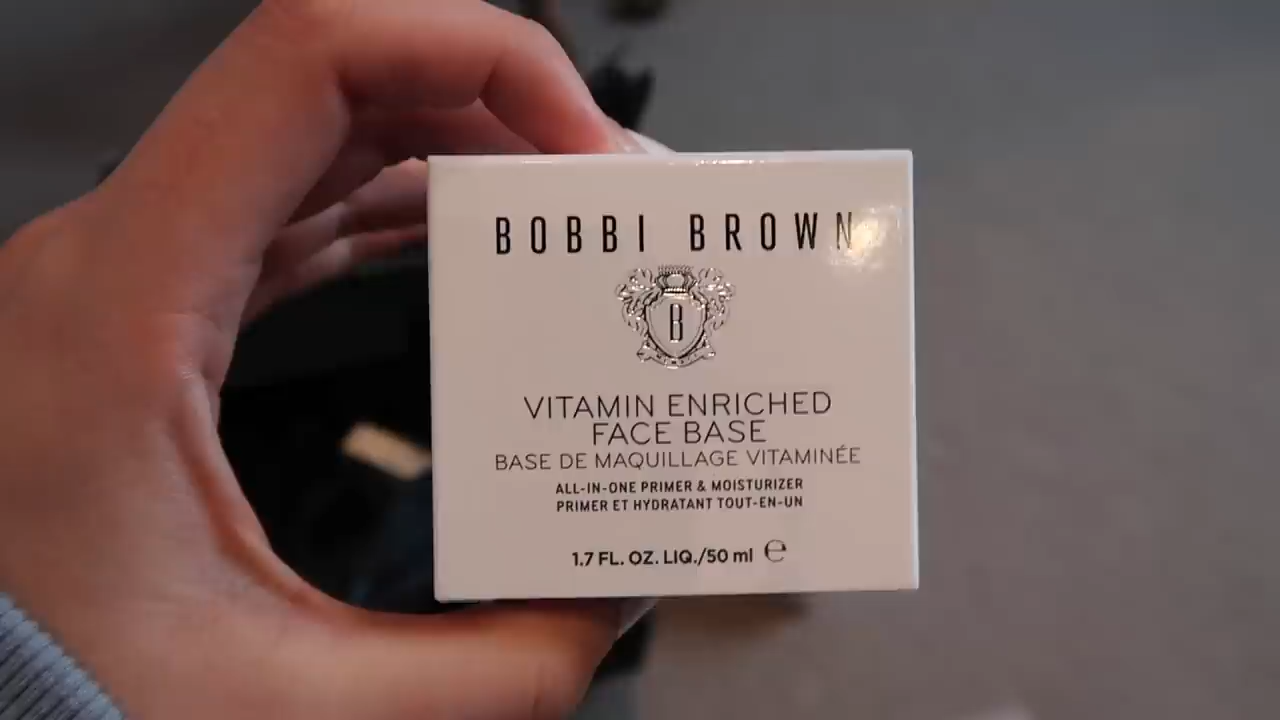 BOBBI BROWN
B
VITAMIN ENRICHED
FACE BASE
BASE DE MAQUILLAGE VITAMINÉE
ALL-IN-ONE PRIMER & MOISTURIZER
PRIMER ET HYDRATANT TOUT-EN-UN
1.7 FL. OZ. LIQ./50 ml ℮